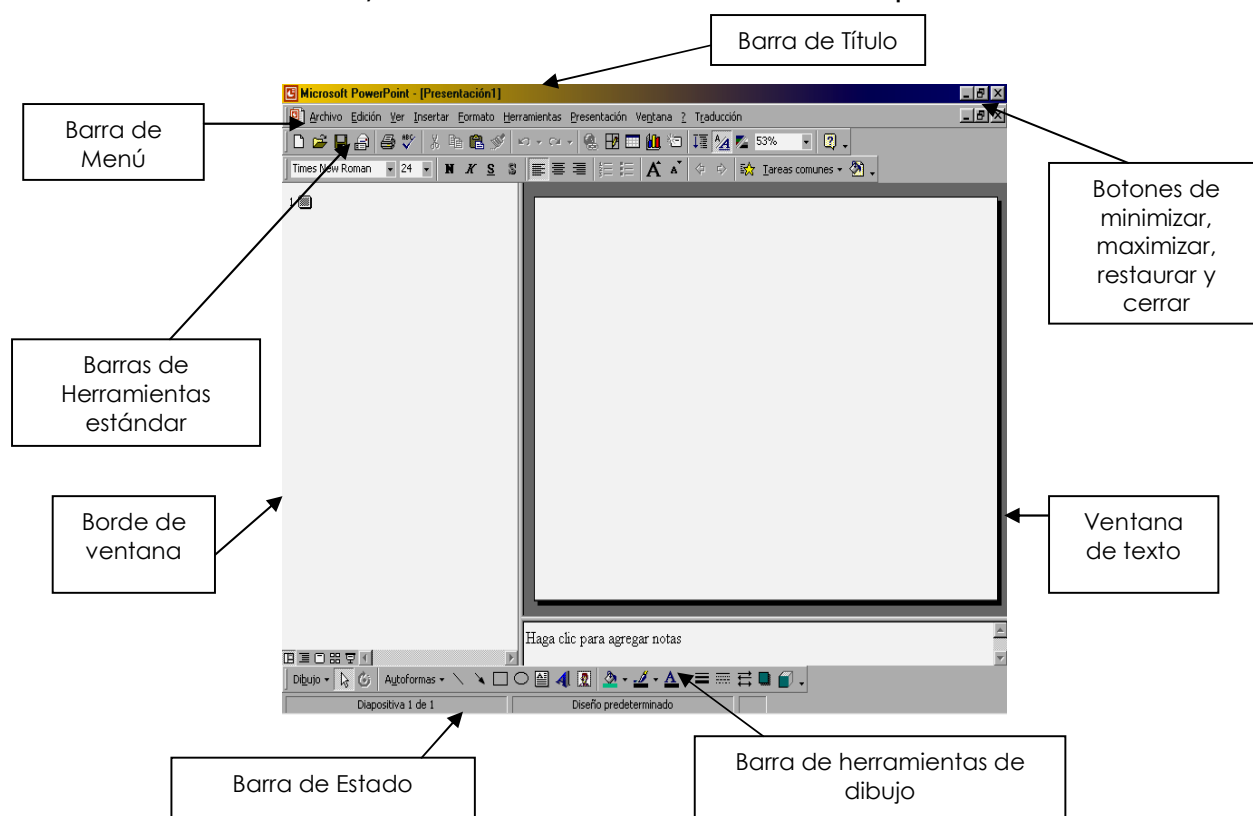 Barra de Título
Microsoft PowerPoint - [Presentación1]
Barra de
Menú
Archivo Edición Ver Insertar Formato Herramientas Presentación Ventana ? Traducción
53%
Times New Roman 24 N K S S Tareas comunes
1
Botones de
minimizar,
maximizar,
restaurar y
cerrar
Barras de
Herramientas
estándar
Borde de
ventana
Ventana
de texto
Haga clic para agregar notas
Dibujo Autoformas
Diapositiva 1 de 1 Diseño predeterminado
Barra de Estado
Barra de herramientas de
dibujo